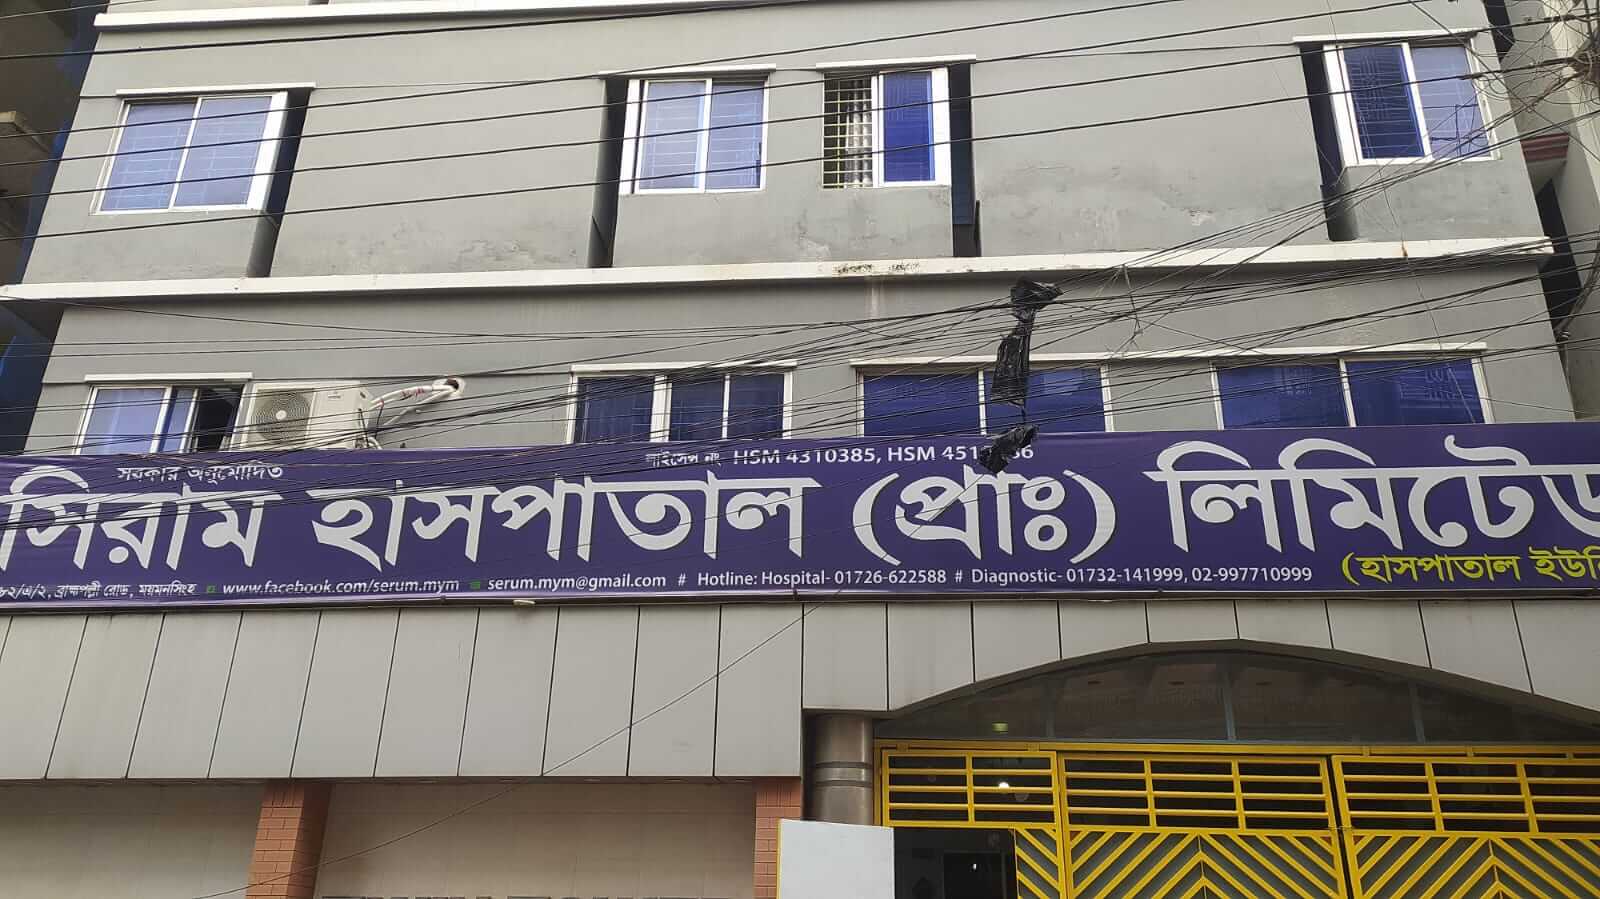 সরকার অনুমোদিত
লাইসেন্স নং HSM 4310385, HSM
সিরাম হাসপাতাল (প্রাঃ) লিমিটেড
ব্রাহ্মপল্লী রোড, ময়মনসিংহ www.facebook.com/serum.mym serum.mym@gmail.com # Hotline: Hospital- 01726-622588 # Diagnostic- 01732-141999, 02-997710999
(হাসপাতাল